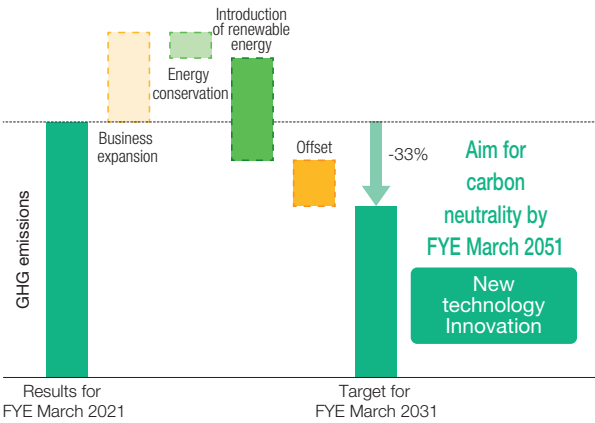 Introduction
of renewable
energy
Energy
conservation
Business
expansion
Offset
-33%
Aim for
carbon
neutrality by
FYE March 2051
New
technology
Innovation
GHG emissions
Results for
FYE March 2021
Target for
FYE March 2031